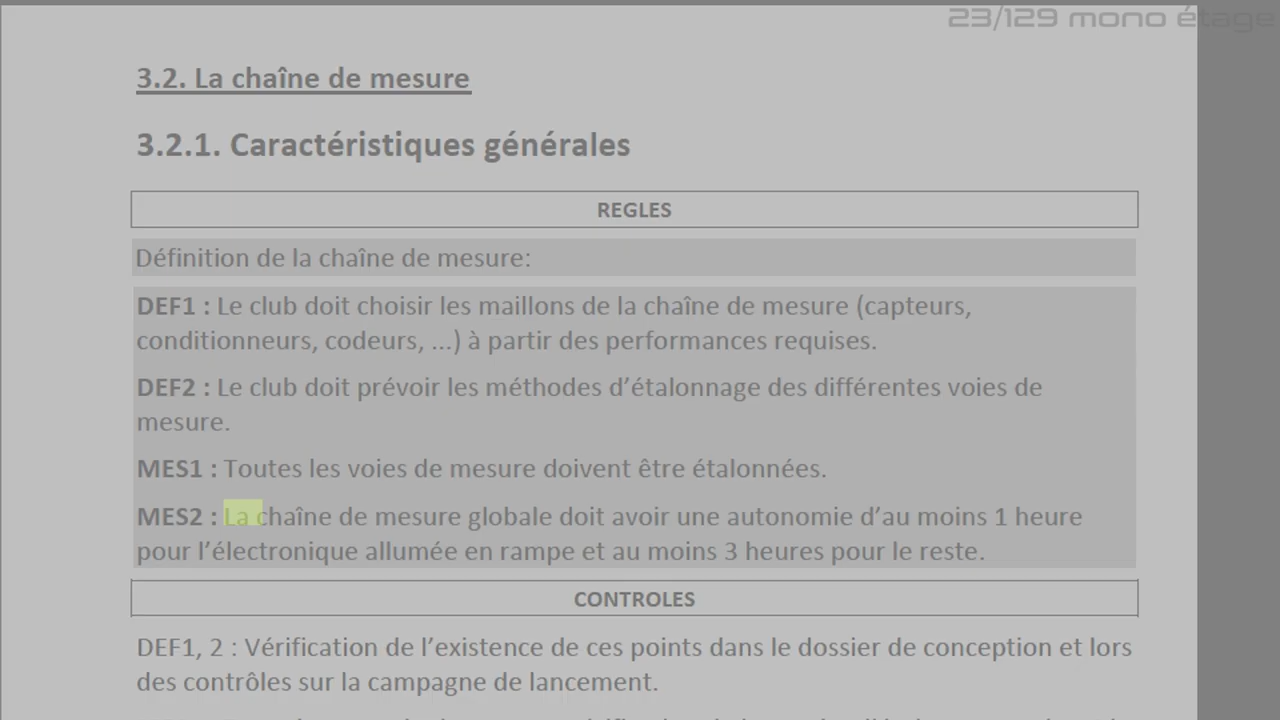 23/129 mono étage
3.2. La chaîne de mesure
3.2.1. Caractéristiques générales
REGLES
Définition de la chaîne de mesure:
DEF1 : Le club doit choisir les maillons de la chaîne de mesure (capteurs,
conditionneurs, codeurs, ...) à partir des performances requises.
DEF2 : Le club doit prévoir les méthodes d’étalonnage des différentes voies de
mesure.
MES1 : Toutes les voies de mesure doivent être étalonnées.
MES2 : La chaîne de mesure globale doit avoir une autonomie d’au moins 1 heure
pour l’électronique allumée en rampe et au moins 3 heures pour le reste.
CONTROLES
DEF1, 2 : Vérification de l’existence de ces points dans le dossier de conception et lors
des contrôles sur la campagne de lancement.